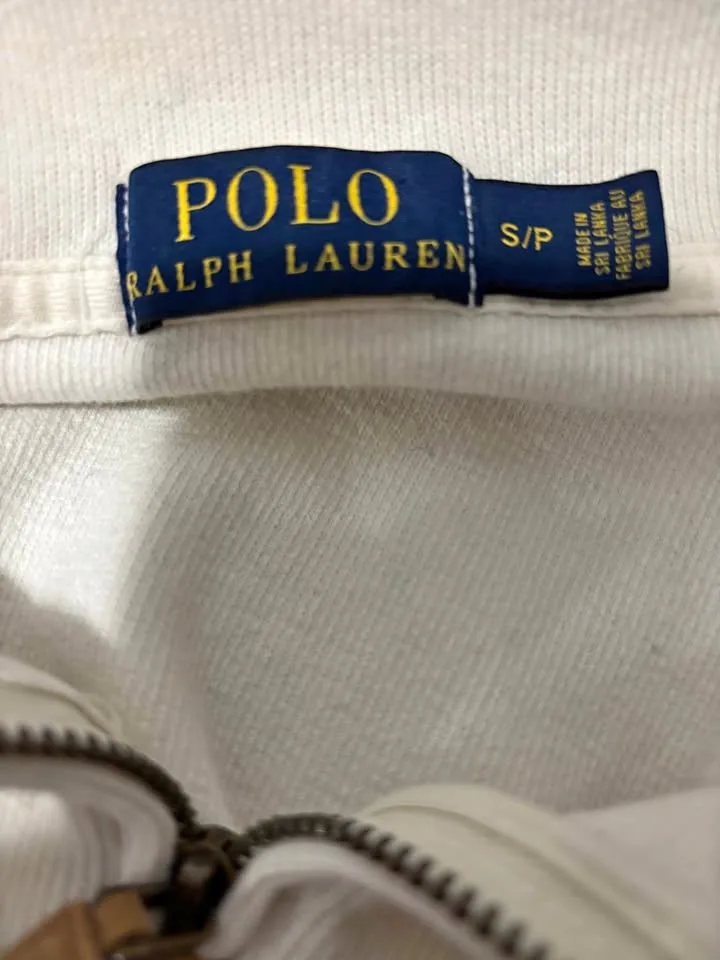 POLO
RALPH LAUREN
S/P
MADE IN
SRI LANKA
FABRIQUÉ AU
SRI LANKA